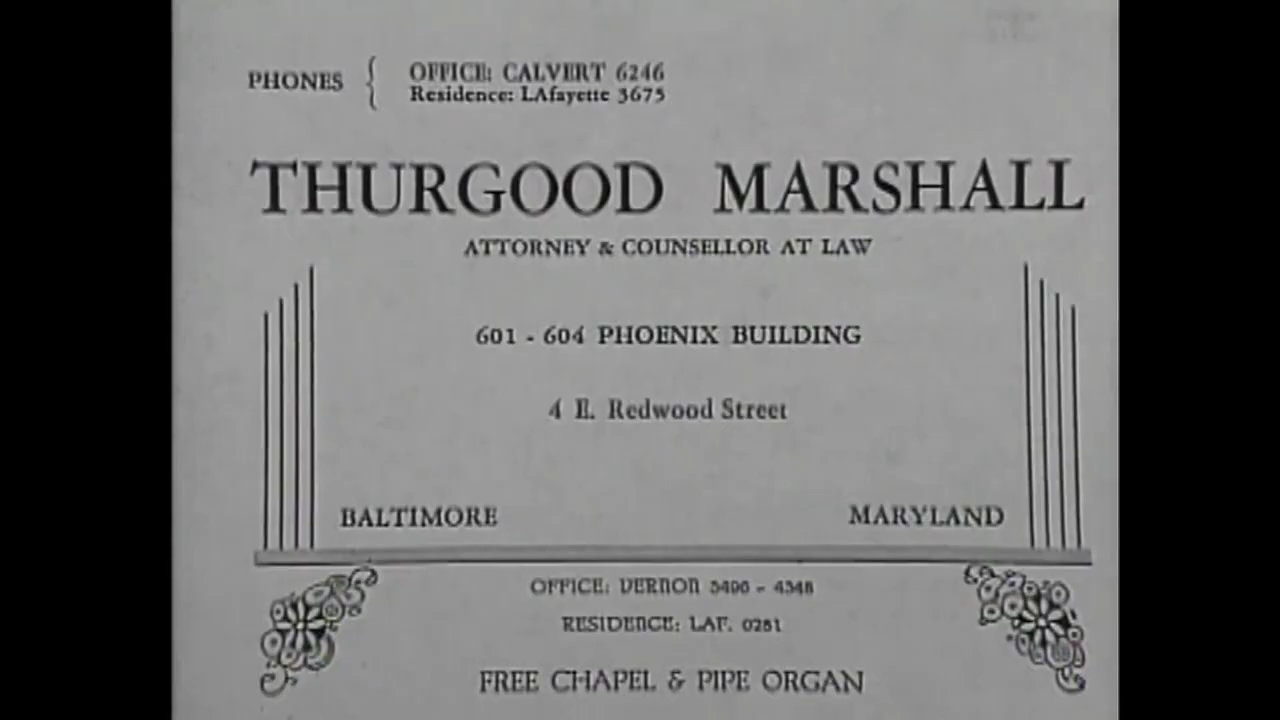 PHONES { OFFICE: CALVERT 6246
Residence: LAfayette 3675
THURGOOD MARSHALL
ATTORNEY & COUNSELLOR AT LAW
601 - 604 PHOENIX BUILDING
4 E. Redwood Street
BALTIMORE MARYLAND
OFFICE: VERNON 5496 - 4348
RESIDENCE: LAF. 0281
FREE CHAPEL & PIPE ORGAN